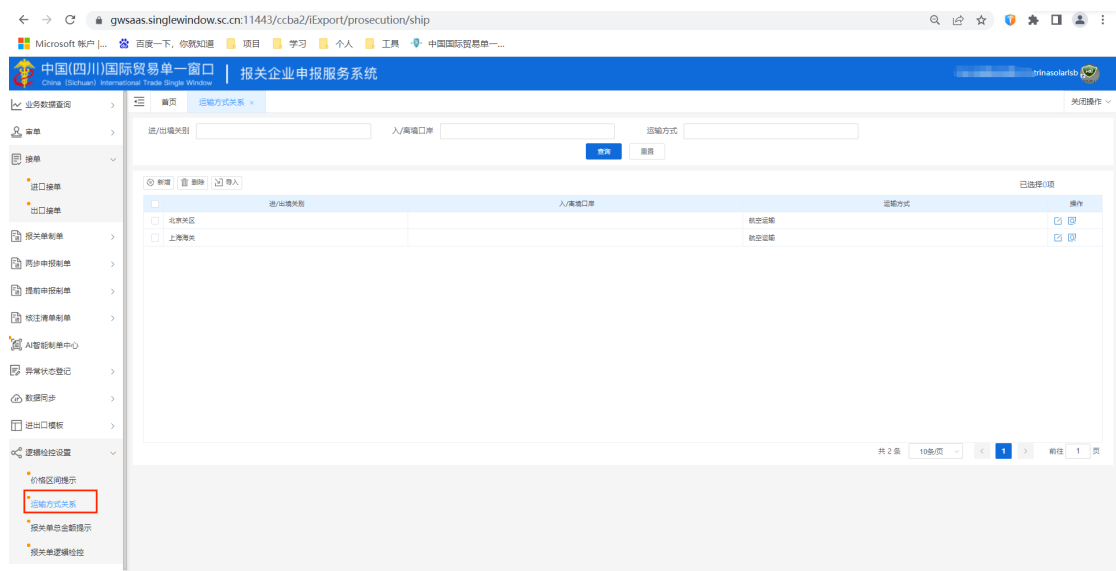 gwsaas.singlewindow.sc.cn:11443/ccba2/iExport/prosecution/ship
Microsoft 帐户 |... 百度一下，你就知道 项目 学习 个人 工具 中国国际贸易单一...
中国(四川)国际贸易单一窗口 | 报关企业申报服务系统
China (Sichuan) International Trade Single Window
trinasolarlsb
业务数据查询
首页 运输方式关系 ×
关闭操作
审单
接单
进口接单
出口接单
报关单制单
两步申报制单
提前申报制单
核注清单制单
AI智能制单中心
异常状态登记
数据同步
进出口模板
逻辑检控设置
价格区间提示
运输方式关系
报关单总金额提示
报关单逻辑检控
进/出境关别 入/离境口岸 运输方式
查询 重置
新增 删除 导入
已选择0项
进/出境关别 入/离境口岸 运输方式 操作
北京关区 航空运输
上海海关 航空运输
共 2 条 10条/页 < 1 > 前往 1 页